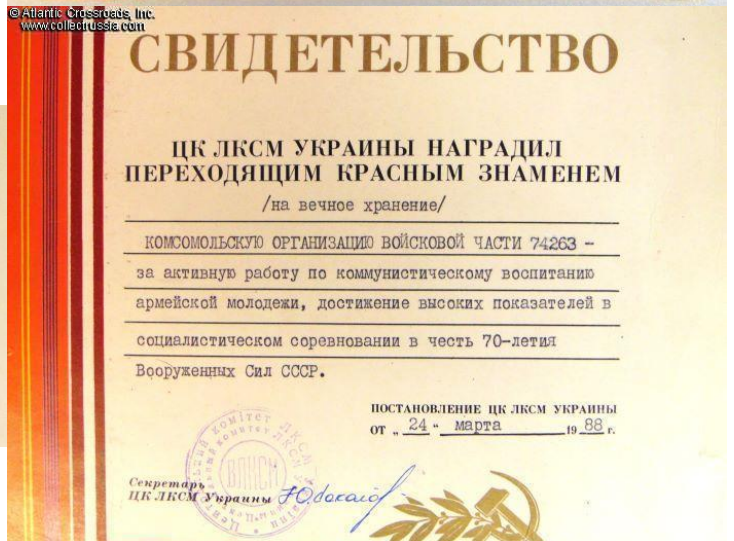 © Atlantic Crossroads, Inc.
www.collectrussia.com
СВИДЕТЕЛЬСТВО
ЦК ЛКСМ УКРАИНЫ НАГРАДИЛ
ПЕРЕХОДЯЩИМ КРАСНЫМ ЗНАМЕНЕМ
/на вечное хранение/
КОМСОМОЛЬСКУЮ ОРГАНИЗАЦИЮ ВОЙСКОВОЙ ЧАСТИ 74263 -
за активную работу по коммунистическому воспитанию
армейской молодежи, достижение высоких показателей в
социалистическом соревновании в честь 70-летия
Вооруженных Сил СССР.
ПОСТАНОВЛЕНИЕ ЦК ЛКСМ УКРАИНЫ
ОТ „ 24 " марта 1988 г.
ВЛКСМ
Секретарь
ЦК ЛКСМ Украины